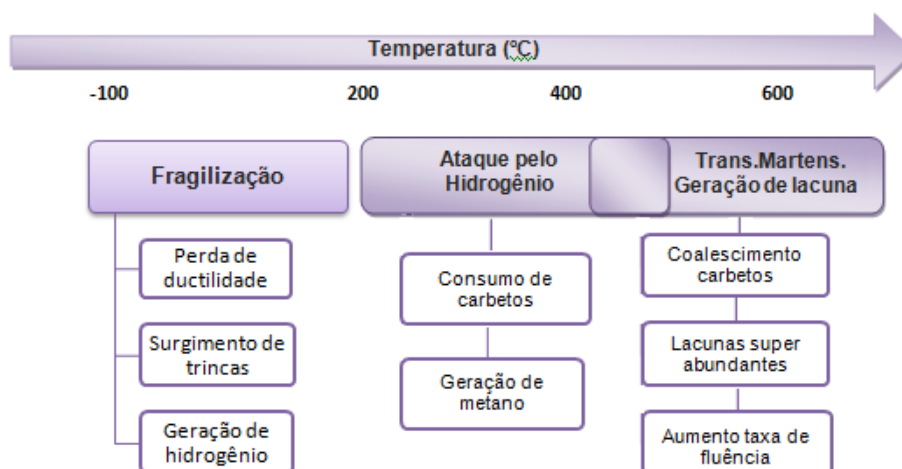 Temperatura (°C)
-100 200 400 600
Fragilização
Ataque pelo
Hidrogênio
Trans.Martens.
Geração de lacuna
Perda de
ductilidade
Surgimento de
trincas
Geração de
hidrogênio
Consumo de
carbetos
Geração de
metano
Coalescimento
carbetos
Lacunas super
abundantes
Aumento taxa de
fluência